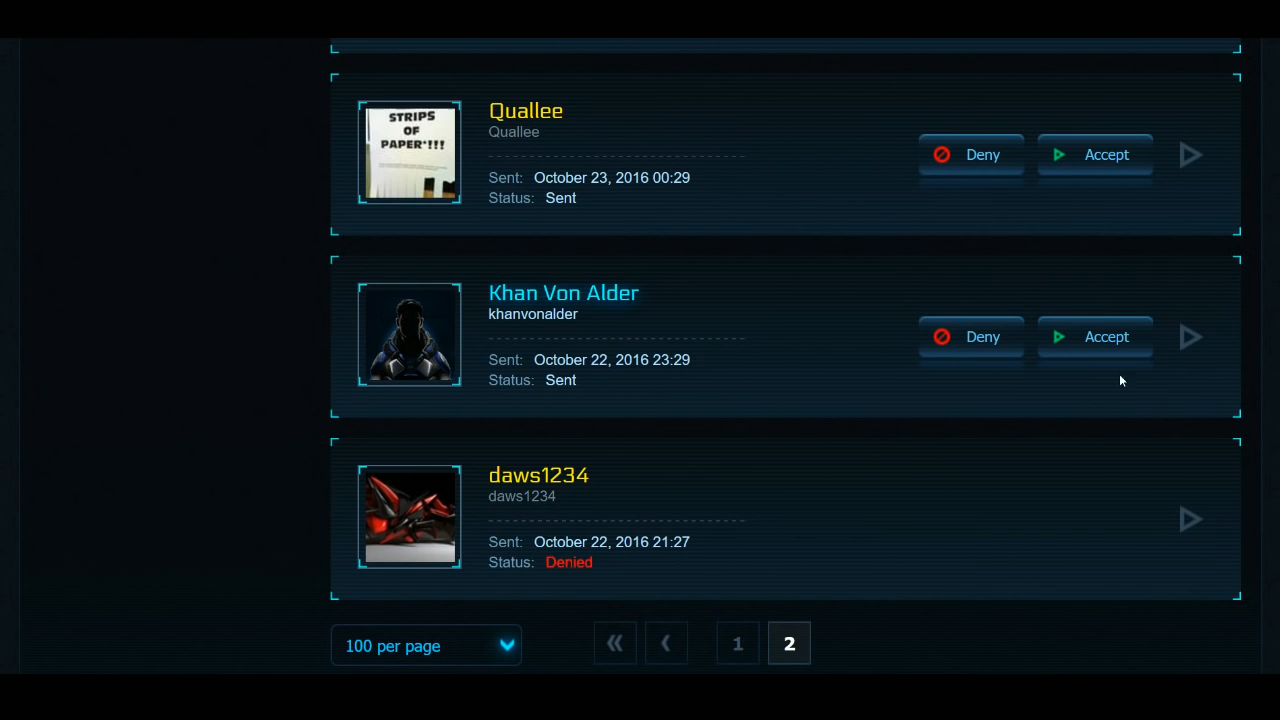 STRIPS
OF
PAPER*!!!
Quallee
Quallee
Sent: October 23, 2016 00:29
Status: Sent
Deny
Accept
Khan Von Alder
khanvonalder
Sent: October 22, 2016 23:29
Status: Sent
Deny
Accept
daws1234
daws1234
Sent: October 22, 2016 21:27
Status: Denied
100 per page
1
2